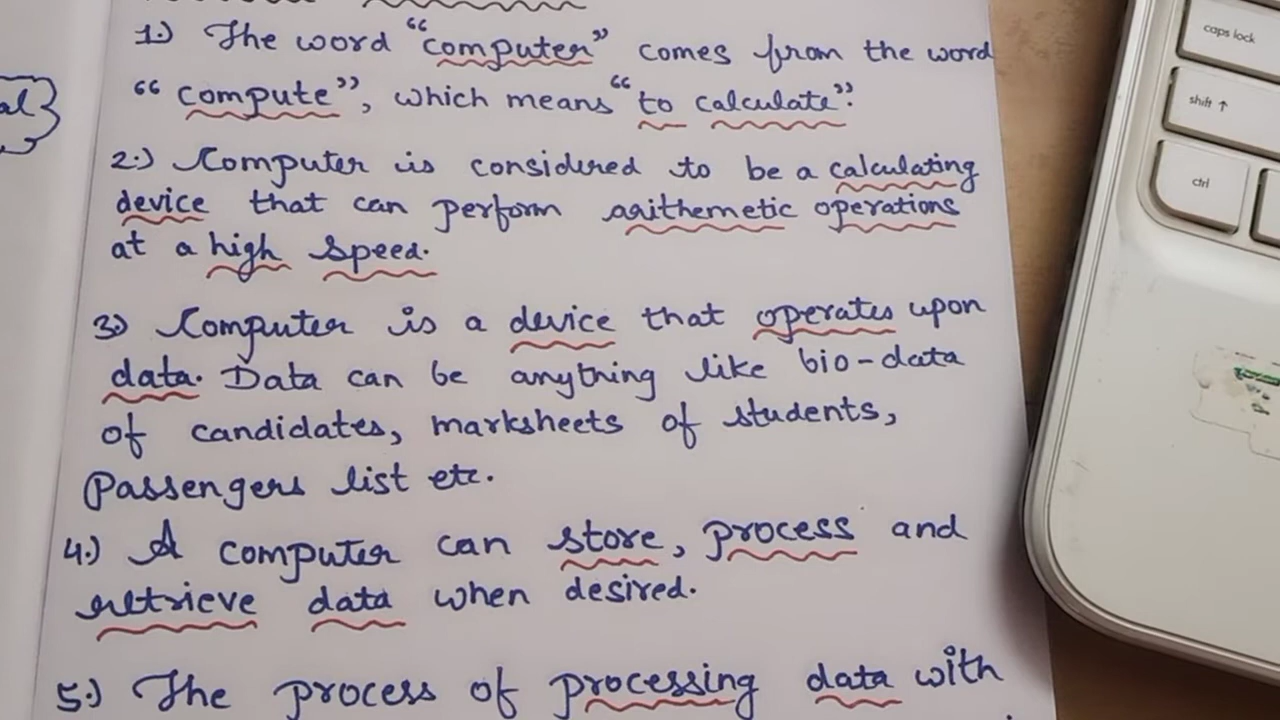 al
1.) The word "computer" comes from the word
"compute", which means "to calculate".
2.) Computer is considered to be a calculating
device that can perform arithemetic operations
at a high speed.
3.) Computer is a device that operates upon
data. Data can be anything like bio-data
of candidates, marksheets of students,
Passengers list etc.
4.) A computer can store, process and
retrieve data when desired.
5.) The process of processing data with
caps lock
shift ↑
ctrl